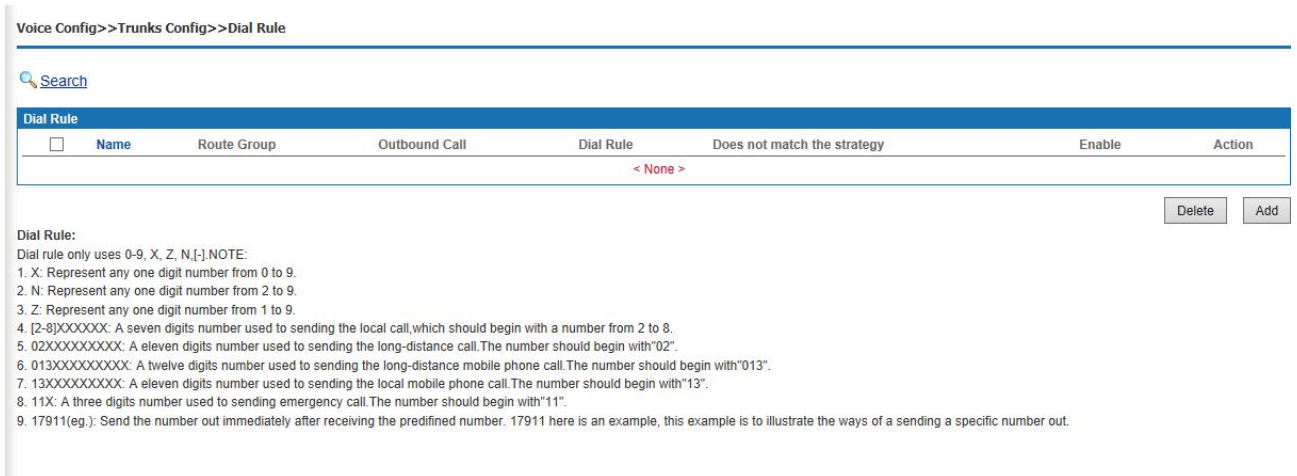 Voice Config>>Trunks Config>>Dial Rule
Search
Dial Rule
Name Route Group Outbound Call Dial Rule Does not match the strategy Enable Action
< None >
Delete Add
Dial Rule:
Dial rule only uses 0-9, X, Z, N,[-].NOTE:
1. X: Represent any one digit number from 0 to 9.
2. N: Represent any one digit number from 2 to 9.
3. Z: Represent any one digit number from 1 to 9.
4. [2-8]XXXXXX: A seven digits number used to sending the local call,which should begin with a number from 2 to 8.
5. 02XXXXXXXXX: A eleven digits number used to sending the long-distance call.The number should begin with"02".
6. 013XXXXXXXXX: A twelve digits number used to sending the long-distance mobile phone call.The number should begin with"013".
7. 13XXXXXXXXX: A eleven digits number used to sending the local mobile phone call.The number should begin with"13".
8. 11X: A three digits number used to sending emergency call.The number should begin with"11".
9. 17911(eg.): Send the number out immediately after receiving the predifined number. 17911 here is an example, this example is to illustrate the ways of a sending a specific number out.